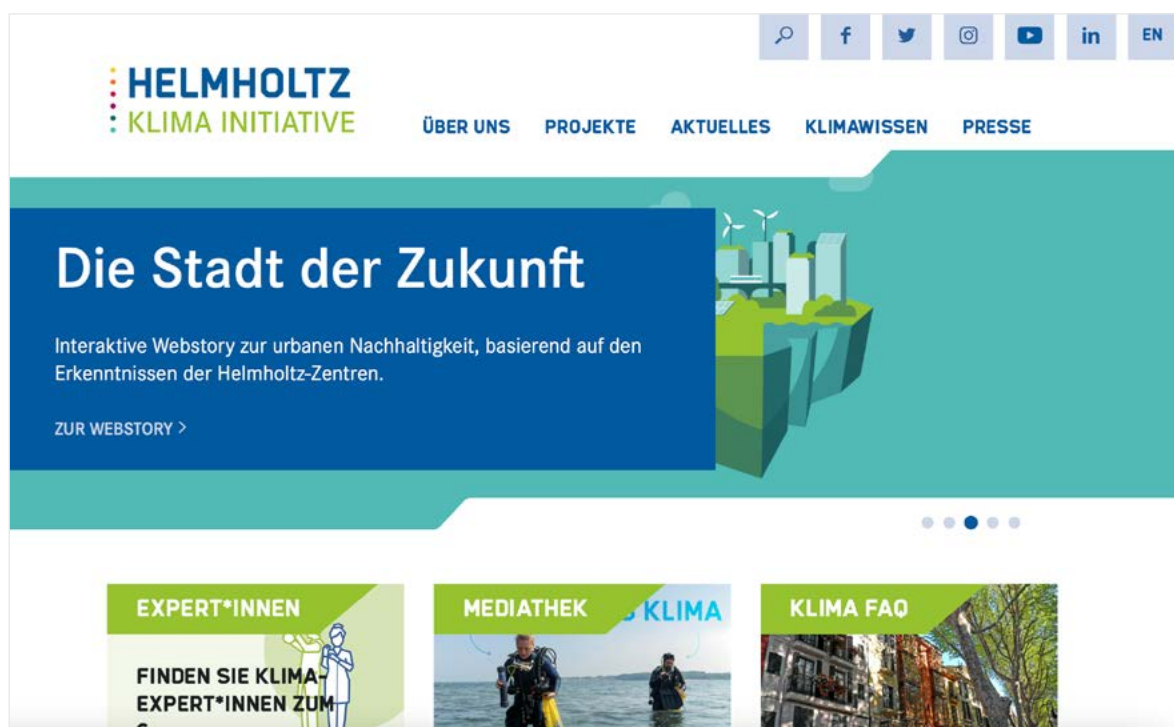 EN
HELMHOLTZ
KLIMA INITIATIVE
ÜBER UNS PROJEKTE AKTUELLES KLIMAWISSEN PRESSE
Die Stadt der Zukunft
Interaktive Webstory zur urbanen Nachhaltigkeit, basierend auf den
Erkenntnissen der Helmholtz-Zentren.
ZUR WEBSTORY >
EXPERT*INNEN
FINDEN SIE KLIMA-
EXPERT*INNEN ZUM
MEDIATHEK
KLIMA
KLIMA FAQ